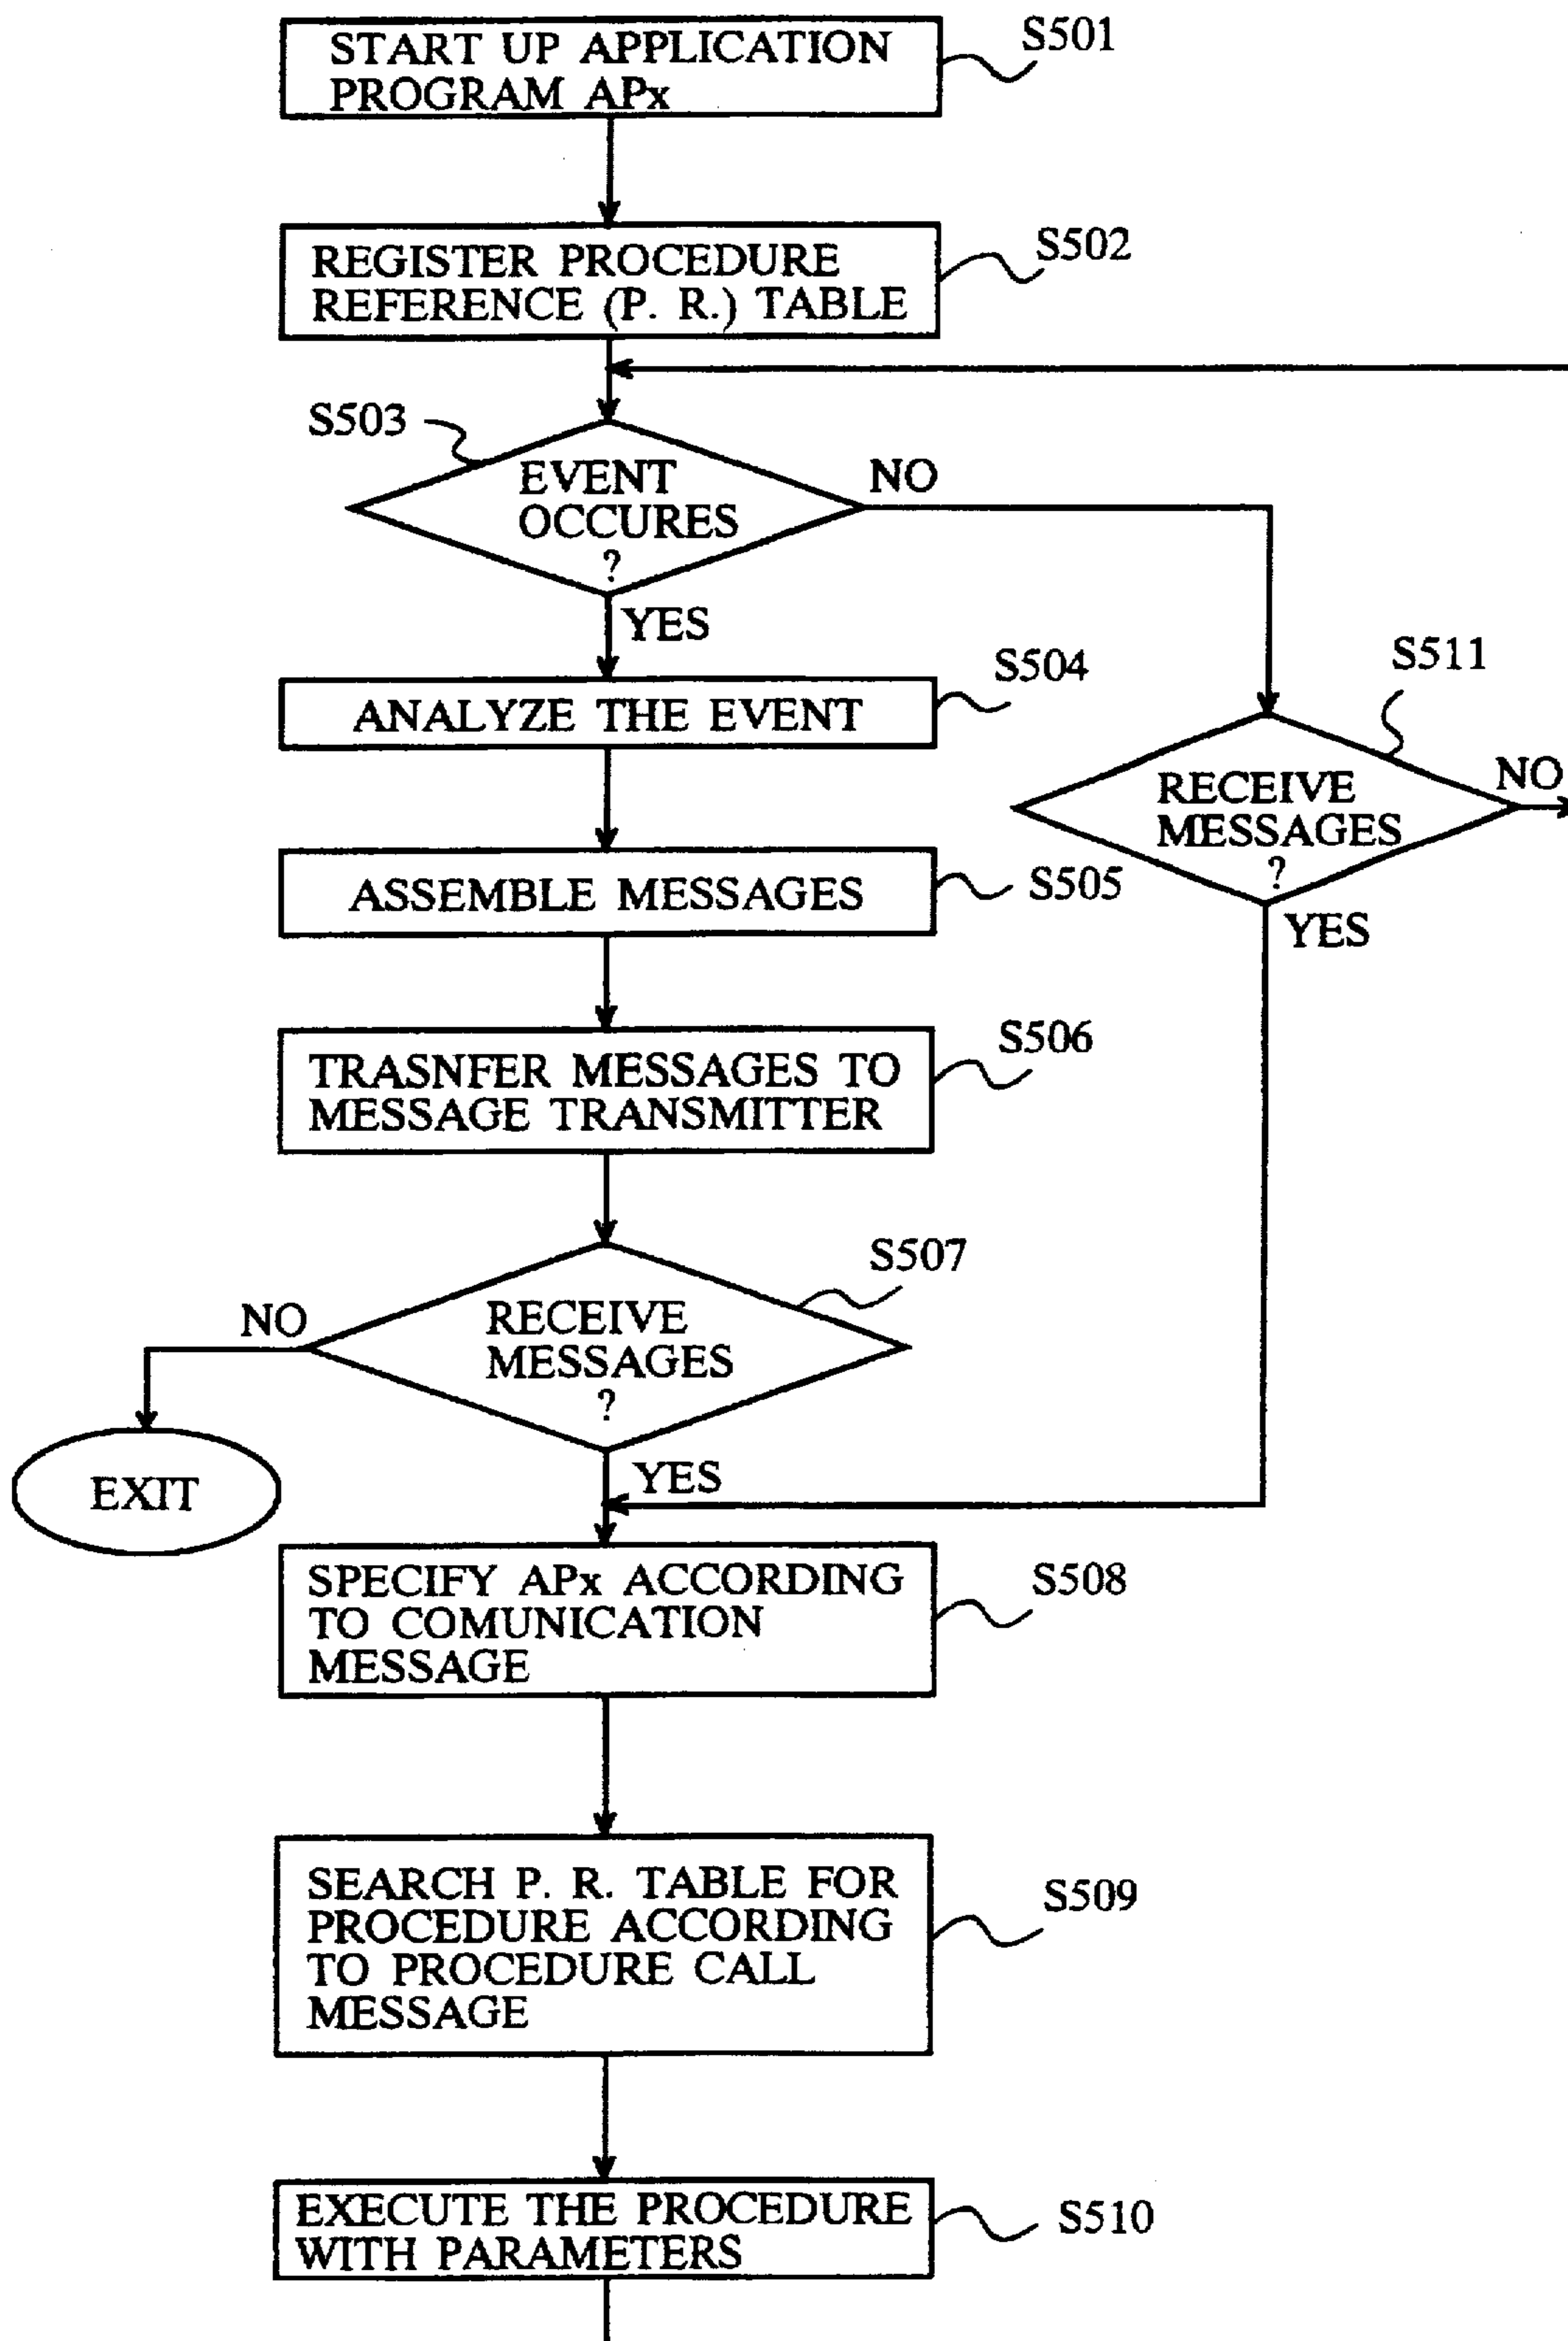 START UP APPLICATION
PROGRAM APx
S501
REGISTER PROCEDURE
REFERENCE (P. R.) TABLE
S502
S503
EVENT
OCCURES
?
NO
YES
ANALYZE THE EVENT
S504
S511
RECEIVE
MESSAGES
?
NO
YES
ASSEMBLE MESSAGES
S505
TRASNFER MESSAGES TO
MESSAGE TRANSMITTER
S506
S507
RECEIVE
MESSAGES
?
NO
EXIT
YES
SPECIFY APx ACCORDING
TO COMUNICATION
MESSAGE
S508
SEARCH P. R. TABLE FOR
PROCEDURE ACCORDING
TO PROCEDURE CALL
MESSAGE
S509
EXECUTE THE PROCEDURE
WITH PARAMETERS
S510